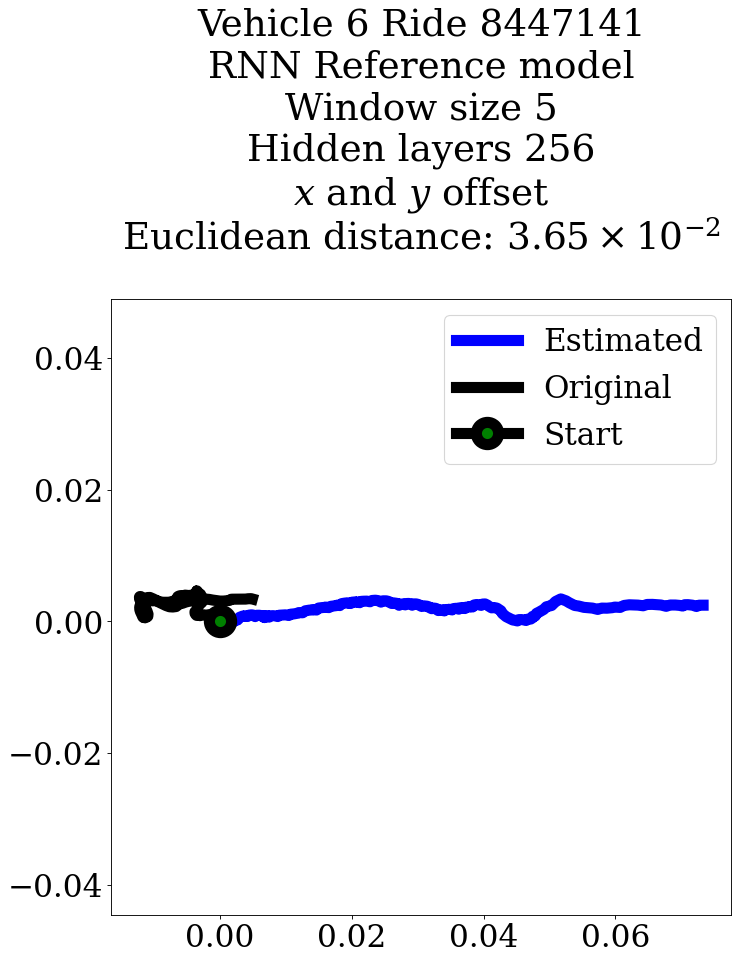 Vehicle 6 Ride 8447141
RNN Reference model
Window size 5
Hidden layers 256
x and y offset
Euclidean distance: 3.65 × 10⁻²
Estimated
Original
Start
0.04
0.02
0.00
−0.02
−0.04
0.00 0.02 0.04 0.06